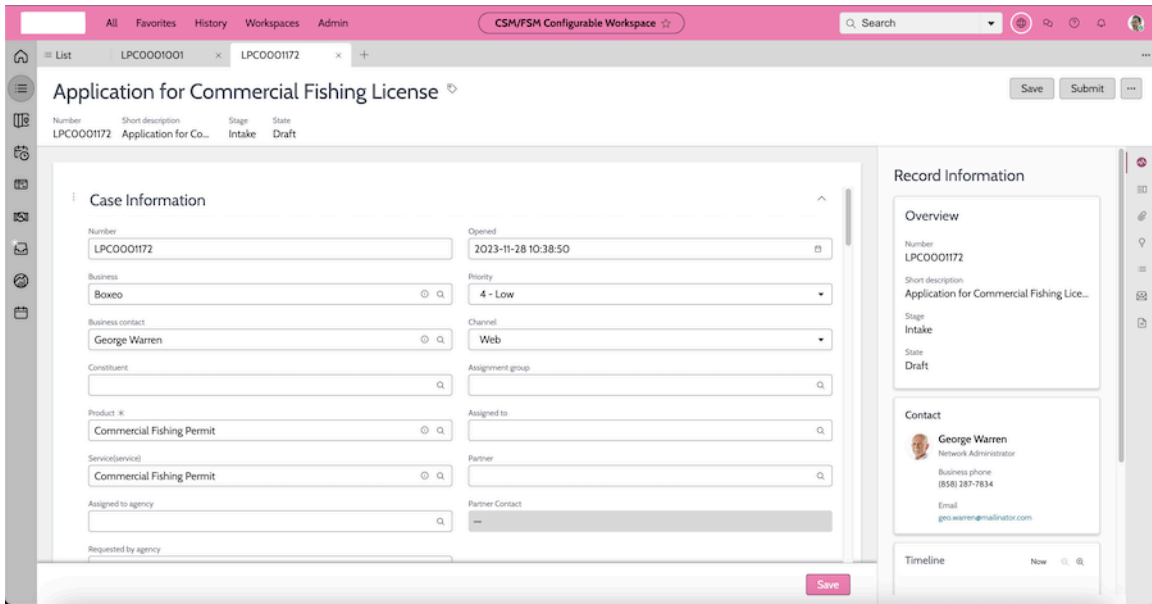 All Favorites History Workspaces Admin CSM/FSM Configurable Workspace Search
List LPC0001001 LPC0001172
Application for Commercial Fishing License Save Submit
Number Short description Stage State
LPC0001172 Application for Co... Intake Draft
Case Information
Number
LPC0001172
Opened
2023-11-28 10:38:50
Business
Boxeo
Priority
4 - Low
Business contact
George Warren
Channel
Web
Constituent
Assignment group
Product
Commercial Fishing Permit
Assigned to
Service(service)
Commercial Fishing Permit
Partner
Assigned to agency
Partner Contact
—
Requested by agency
Save
Record Information
Overview
Number
LPC0001172
Short description
Application for Commercial Fishing Lice...
Stage
Intake
State
Draft
Contact
George Warren
Network Administrator
Business phone
(858) 287-7834
Email
geo.warren@mailinator.com
Timeline Now